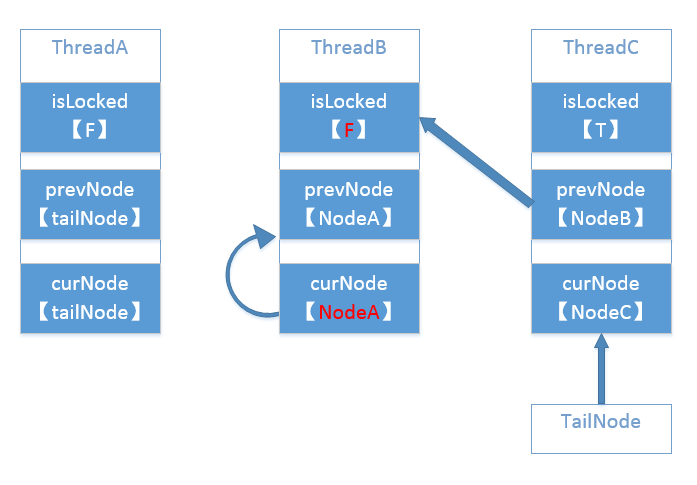 ThreadA
isLocked
【F】
prevNode
【tailNode】
curNode
【tailNode】
ThreadB
isLocked
【F】
prevNode
【NodeA】
curNode
【NodeA】
ThreadC
isLocked
【T】
prevNode
【NodeB】
curNode
【NodeC】
TailNode